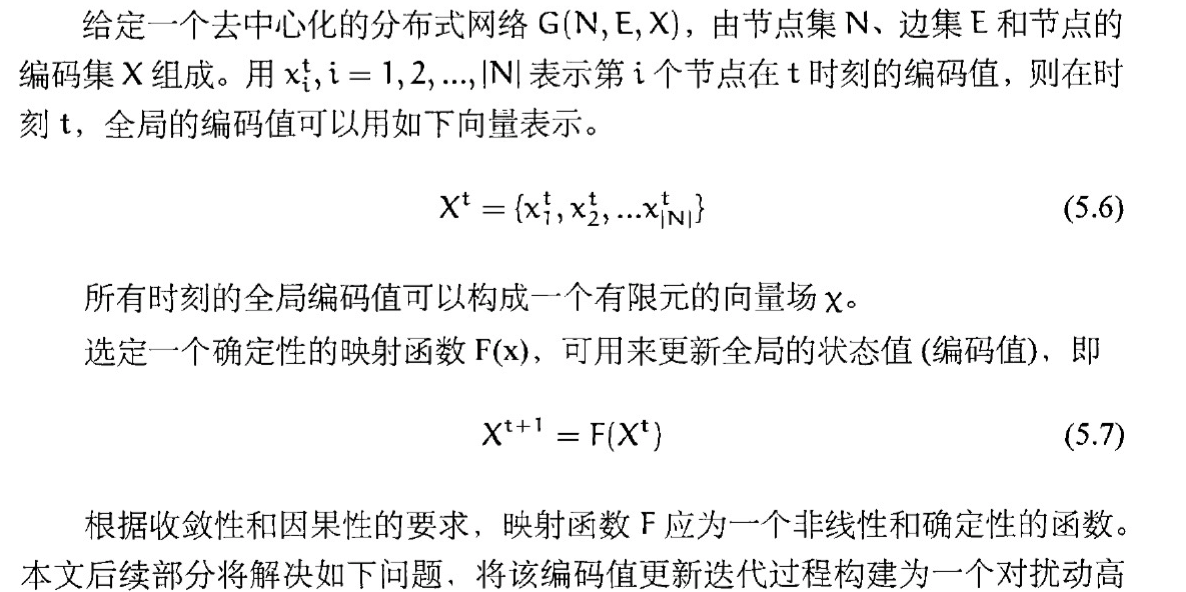 给定一个去中心化的分布式网络 G(N, E, X)，由节点集 N、边集 E 和节点的
编码集 X 组成。用 x_i^t, i = 1, 2, ..., |N| 表示第 i 个节点在 t 时刻的编码值，则在时
刻 t，全局的编码值可以用如下向量表示。
X^t = {x_1^t, x_2^t, ...x_{|N|}^t} (5.6)
所有时刻的全局编码值可以构成一个有限元的向量场 χ。
选定一个确定性的映射函数 F(x)，可用来更新全局的状态值 (编码值)，即
X^{t+1} = F(X^t) (5.7)
根据收敛性和因果性的要求，映射函数 F 应为一个非线性和确定性的函数。
本文后续部分将解决如下问题，将该编码值更新迭代过程构建为一个对扰动高